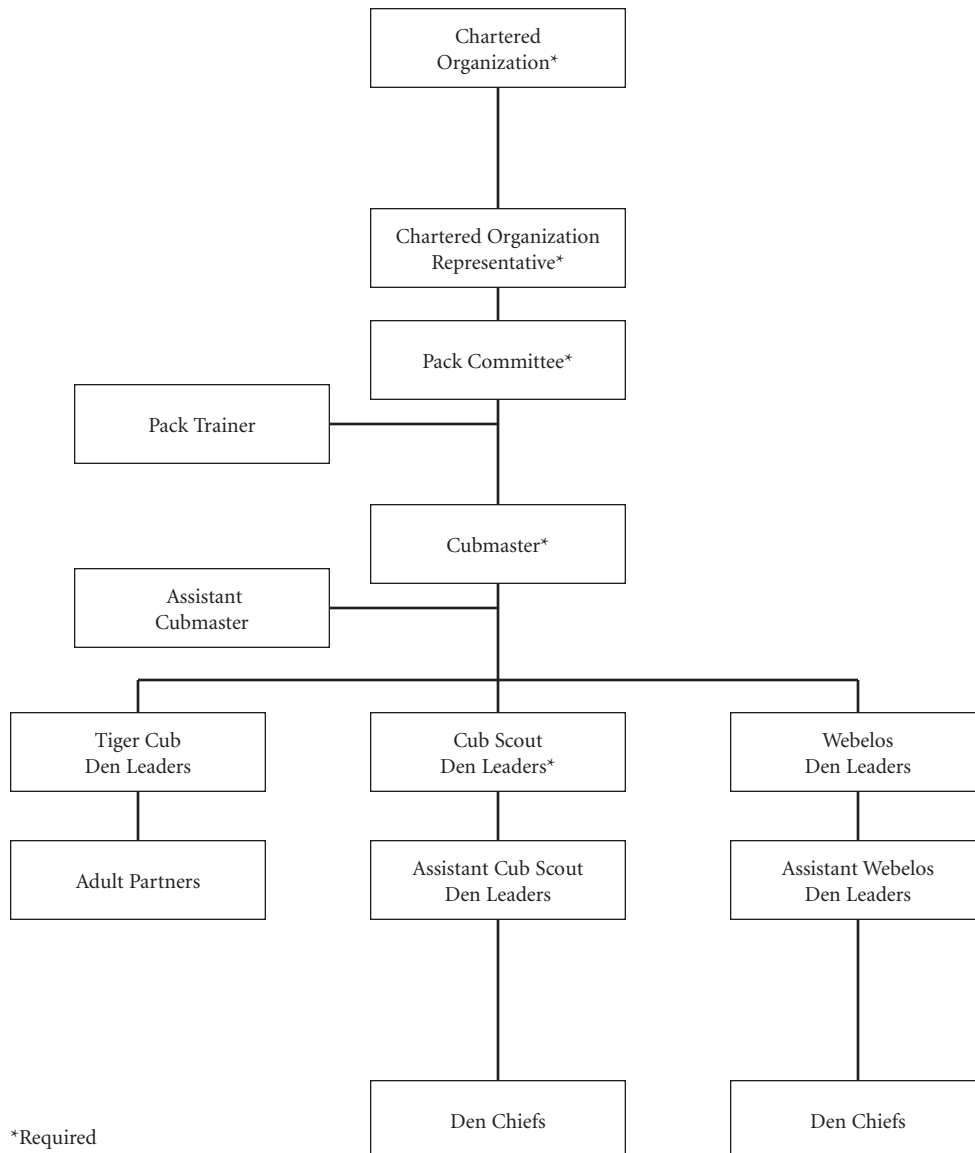 Chartered
Organization*
Chartered Organization
Representative*
Pack Committee*
Pack Trainer
Cubmaster*
Assistant
Cubmaster
Tiger Cub
Den Leaders
Cub Scout
Den Leaders*
Webelos
Den Leaders
Adult Partners
Assistant Cub Scout
Den Leaders
Assistant Webelos
Den Leaders
Den Chiefs
Den Chiefs
*Required